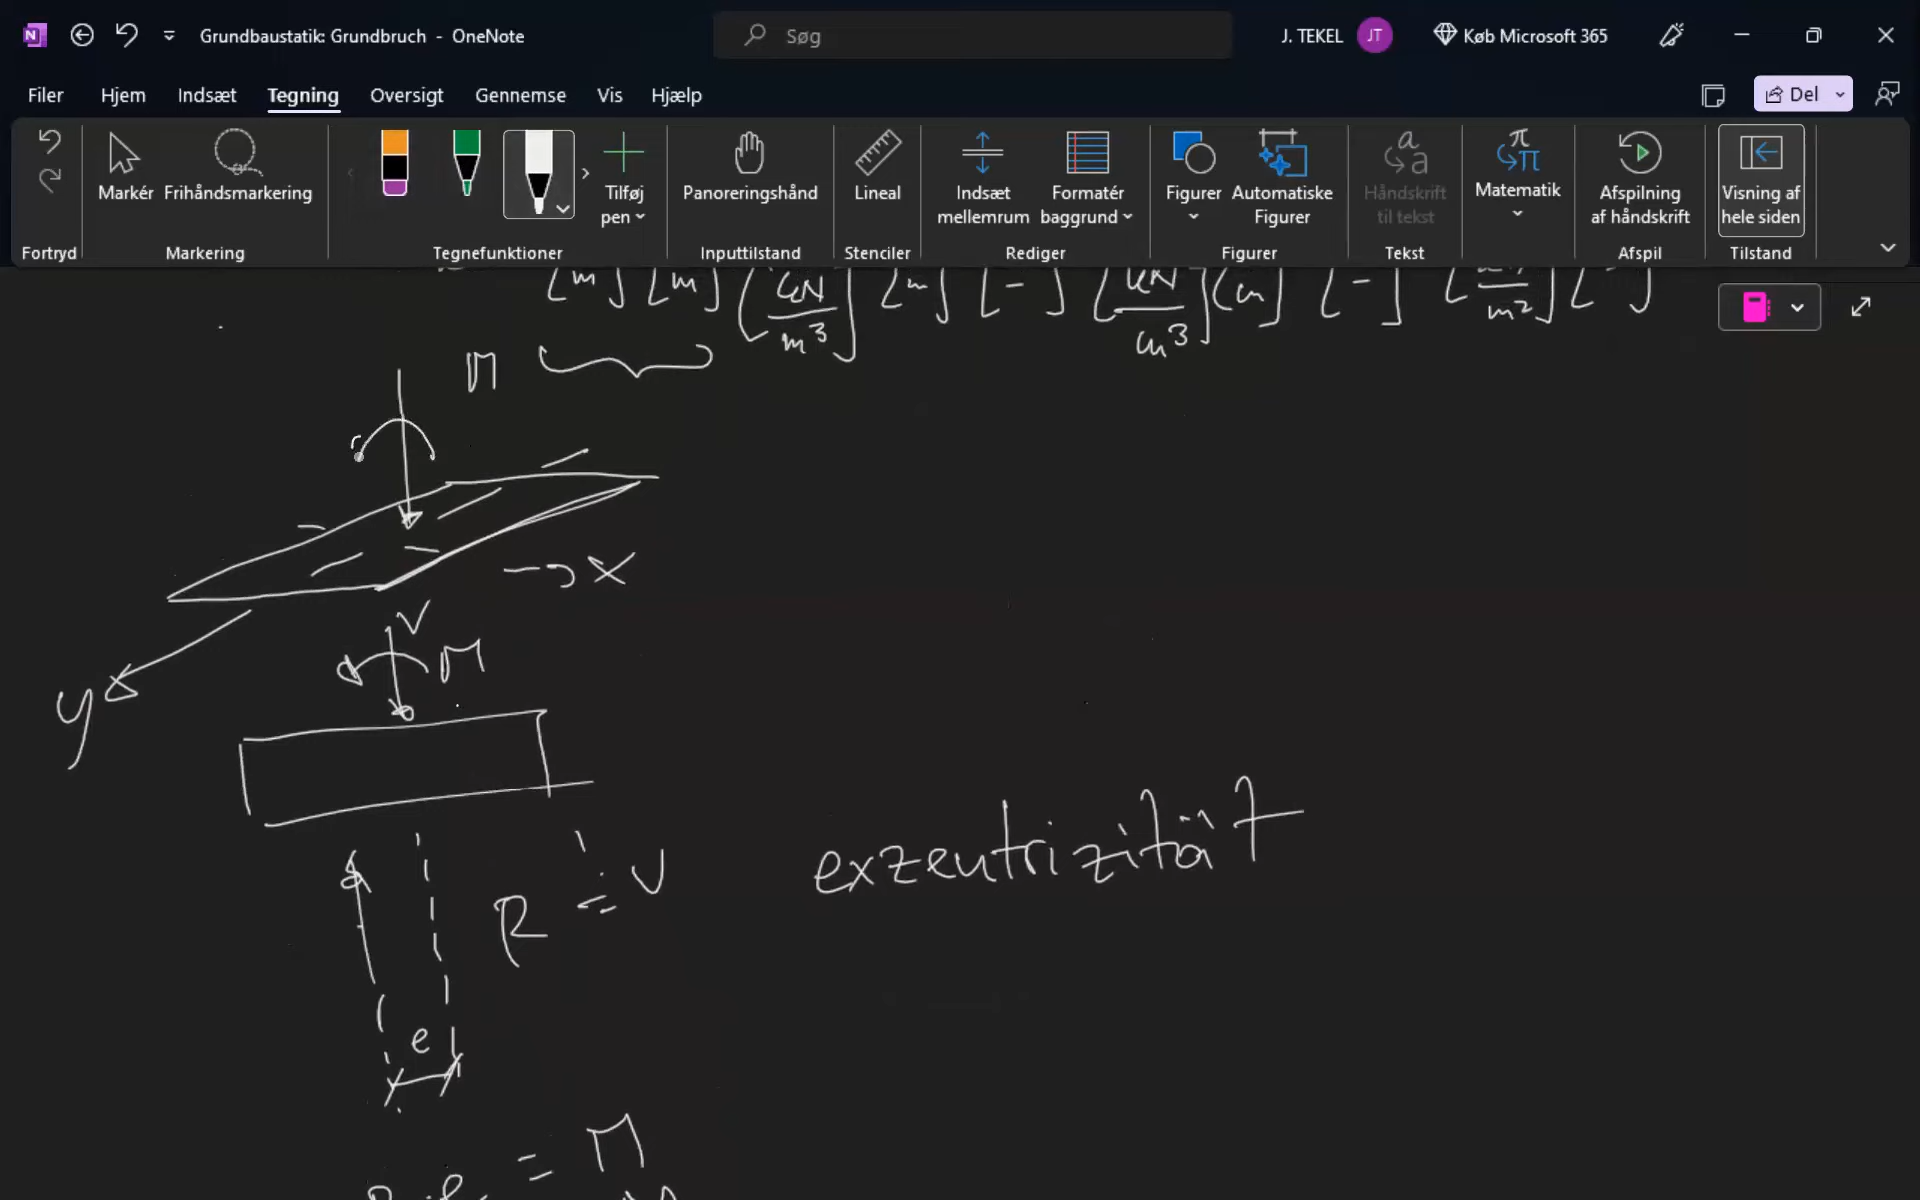 Grundbaustatik: Grundbruch - OneNote
Søg
J. TEKEL JT
Køb Microsoft 365
Filer Hjem Indsæt Tegning Oversigt Gennemse Vis Hjælp
Del
Markér Frihåndsmarkering
Tilføj pen
Panoreringshånd
Lineal
Indsæt mellemrum
Formatér baggrund
Figurer
Automatiske Figurer
Håndskrift til tekst
Matematik
Afspilning af håndskrift
Visning af hele siden
Fortryd Markering Tegnefunktioner Inputtilstand Stenciler Rediger Figurer Tekst Afspil Tilstand
[m] [m] [kN/m³] [m] [-] [kN/m³] [m] [-]
M
→ x
V
M
y
R = V
exzentrizität
e
= M